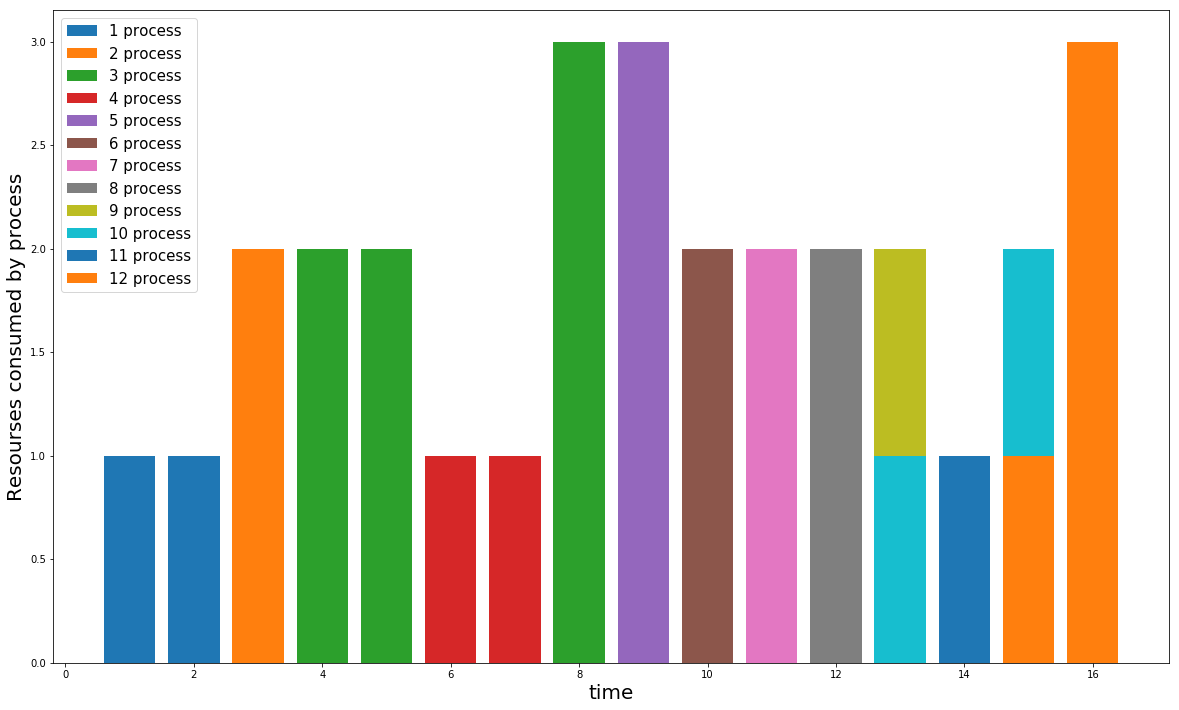 1 process
2 process
3 process
4 process
5 process
6 process
7 process
8 process
9 process
10 process
11 process
12 process
Resourses consumed by process
3.0
2.5
2.0
1.5
1.0
0.5
0.0
0 2 4 6 8 10 12 14 16
time